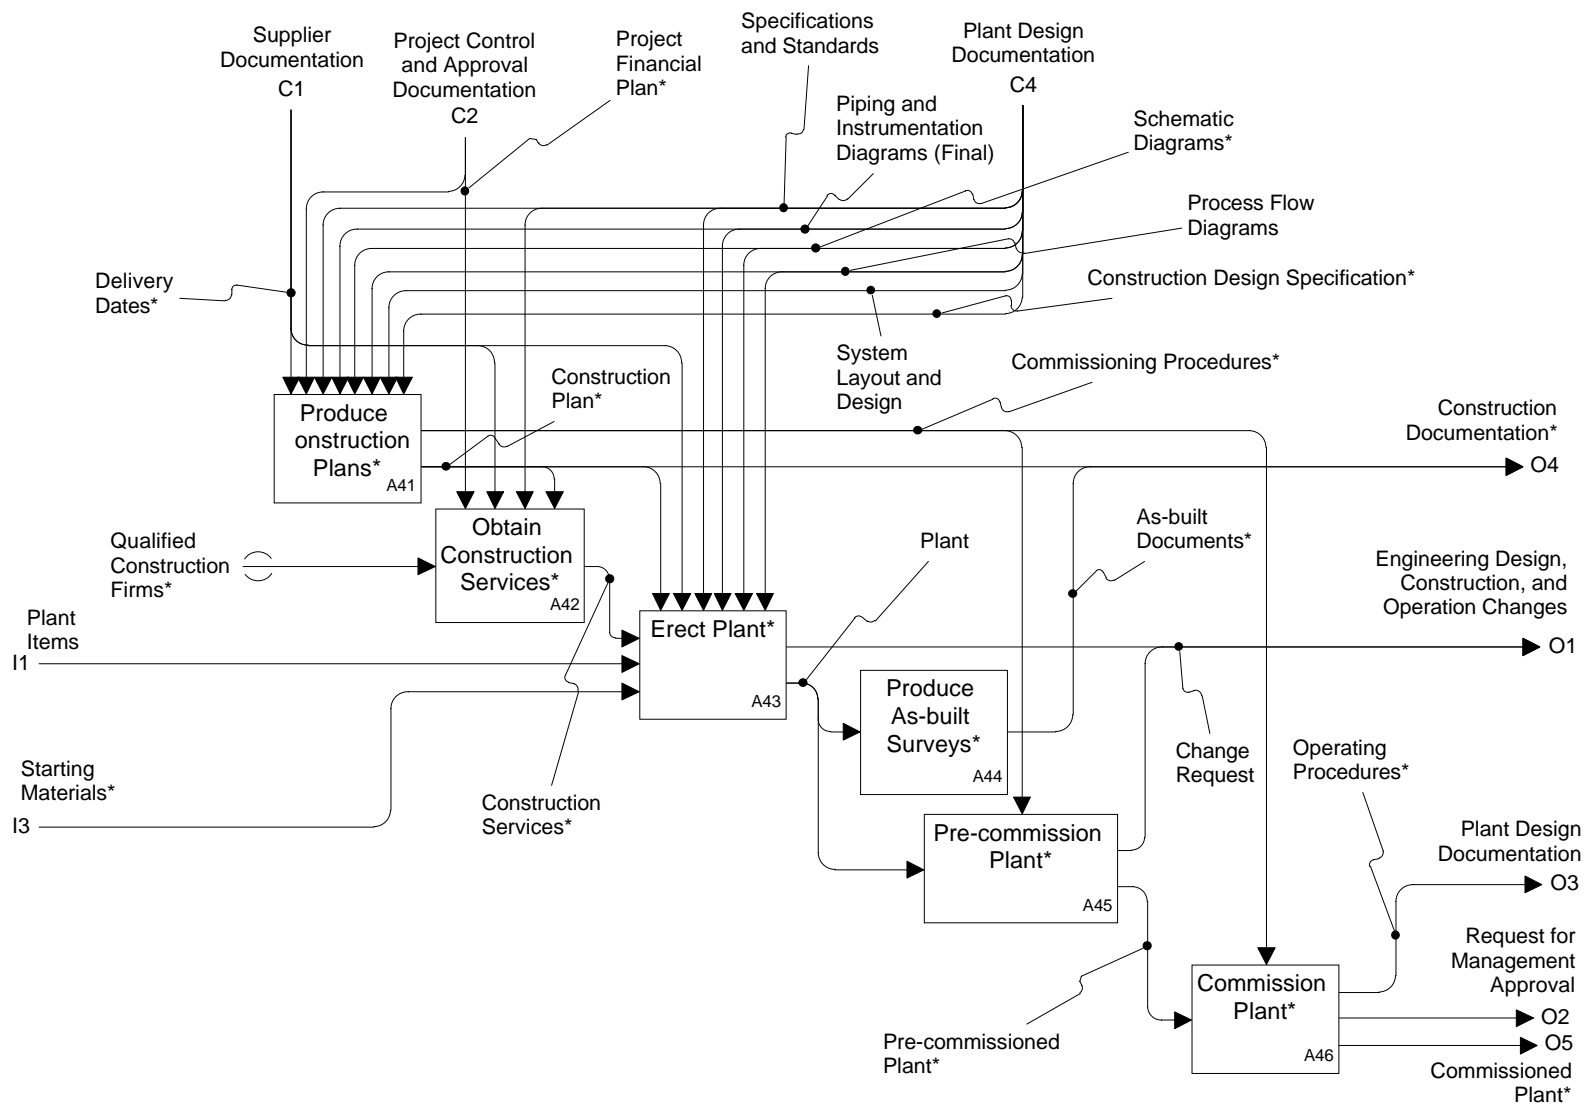 Supplier
Documentation
C1
Project Control
and Approval
Documentation
C2
Project
Financial
Plan*
Specifications
and Standards
Plant Design
Documentation
C4
Piping and
Instrumentation
Diagrams (Final)
Schematic
Diagrams*
Process Flow
Diagrams
Construction Design Specification*
Delivery
Dates*
System
Layout and
Design
Commissioning Procedures*
Construction
Plan*
Produce
onstruction
Plans*
A41
Construction
Documentation*
O4
Qualified
Construction
Firms*
Obtain
Construction
Services*
A42
Plant
As-built
Documents*
Engineering Design,
Construction, and
Operation Changes
O1
Plant
Items
I1
Erect Plant*
A43
Produce
As-built
Surveys*
A44
Change
Request
Operating
Procedures*
Starting
Materials*
I3
Construction
Services*
Pre-commission
Plant*
A45
Plant Design
Documentation
O3
Request for
Management
Approval
O2
Pre-commissioned
Plant*
Commission
Plant*
A46
O5
Commissioned
Plant*